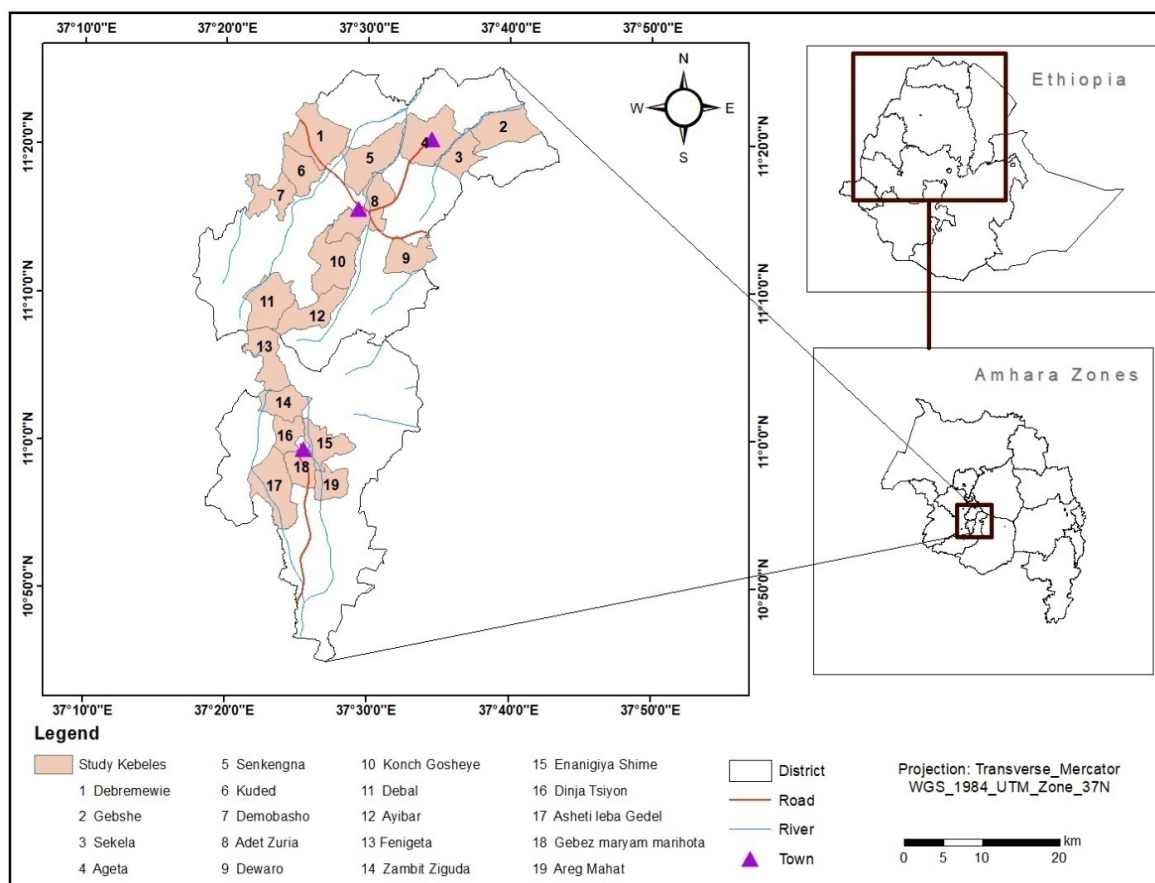 37°10'0"E 37°20'0"E 37°30'0"E 37°40'0"E 37°50'0"E
11°20'0"N
11°10'0"N
11°0'0"N
10°50'0"N
N
W E
S
1
2
3
4
5
6
7
8
9
10
11
12
13
14
15
16
17
18
19
11°20'0"N
11°10'0"N
11°0'0"N
10°50'0"N
37°10'0"E 37°20'0"E 37°30'0"E 37°40'0"E 37°50'0"E
Ethiopia
Amhara Zones
Legend
Study Kebeles
1 Debremewie
2 Gebshe
3 Sekela
4 Ageta
5 Senkengna
6 Kuded
7 Demobasho
8 Adet Zuria
9 Dewaro
10 Konch Gosheye
11 Debal
12 Ayibar
13 Fenigeta
14 Zambit Ziguda
15 Enanigiya Shime
16 Dinja Tsiyon
17 Asheti leba Gedel
18 Gebez maryam marihota
19 Areg Mahat
District
Road
River
Town
Projection: Transverse_Mercator
WGS_1984_UTM_Zone_37N
km
0 5 10 20